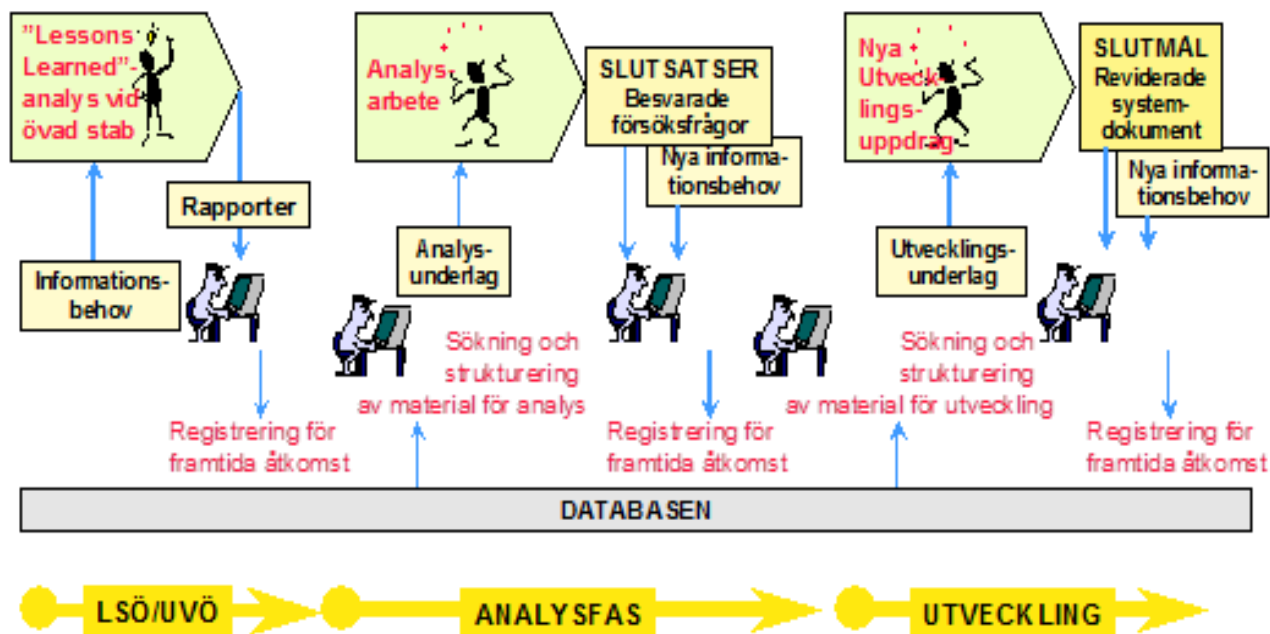 ”Lessons
Learned”-
analys vid
övad stab
Rapporter
Informations-
behov
Registrering för
framtida åtkomst
Analys-
arbete
Analys-
underlag
Sökning och
strukturering
av material för analys
SLUTSATSER
Besvarade
försöksfrågor
Nya informa-
tionsbehov
Registrering för
framtida åtkomst
Nya
Utveck-
lings-
uppdrag
Utvecklings-
underlag
Sökning och
strukturering
av material för utveckling
SLUTMÅL
Reviderade
system-
dokument
Nya informa-
tionsbehov
Registrering för
framtida åtkomst
DATABASEN
LSÖ/UVÖ
ANALYSFAS
UTVECKLING